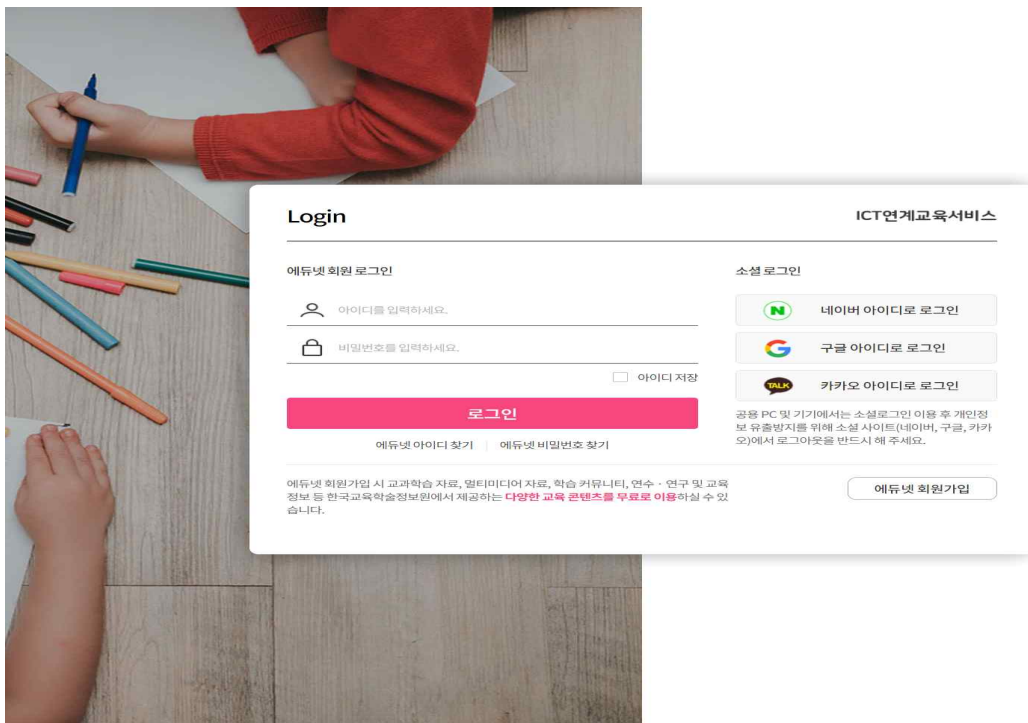 Login
ICT연계교육서비스
에듀넷 회원 로그인
아이디를 입력하세요.
비밀번호를 입력하세요.
아이디 저장
로그인
에듀넷 아이디 찾기
에듀넷 비밀번호 찾기
소셜 로그인
N
네이버 아이디로 로그인
G
구글 아이디로 로그인
TALK
카카오 아이디로 로그인
공용 PC 및 기기에서는 소셜로그인 이용 후 개인정
보 유출방지를 위해 소셜 사이트(네이버, 구글, 카카
오)에서 로그아웃을 반드시 해 주세요.
에듀넷 회원가입 시 교과학습 자료, 멀티미디어 자료, 학습 커뮤니티, 연수 · 연구 및 교육
정보 등 한국교육학술정보원에서 제공하는 다양한 교육 콘텐츠를 무료로 이용하실 수 있
습니다.
에듀넷 회원가입